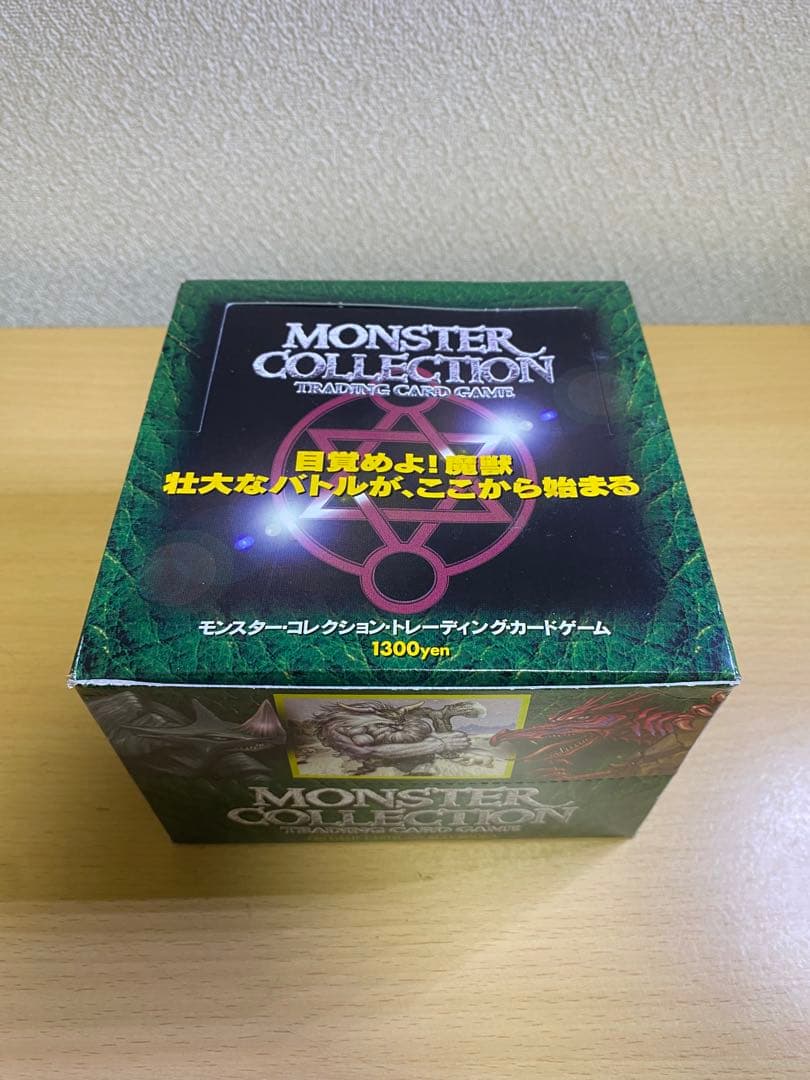 MONSTER
COLLECTION
TRADING CARD GAME
目覚めよ!魔獣
壮大なバトルが、ここから始まる
モンスター・コレクション・トレーディング・カードゲーム
1300yen
MONSTER
COLLECTION
TRADING CARD GAME